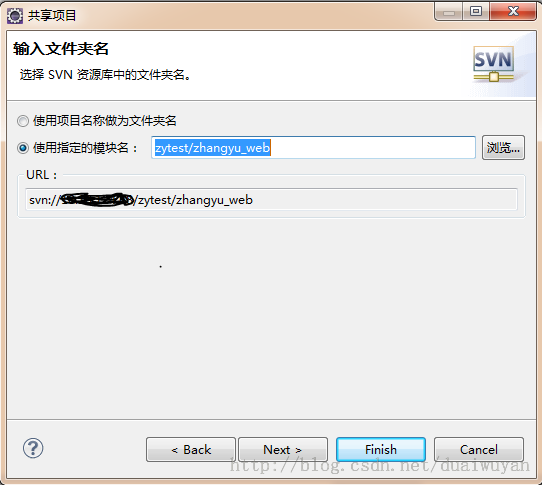 共享项目
输入文件夹名
选择 SVN 资源库中的文件夹名。
SVN
使用项目名称做为文件夹名
使用指定的模块名：
zytest/zhangyu_web
浏览...
URL：
svn:///zytest/zhangyu_web
< Back
Next >
Finish
Cancel
http://blog.csdn.net/duaiwuyan